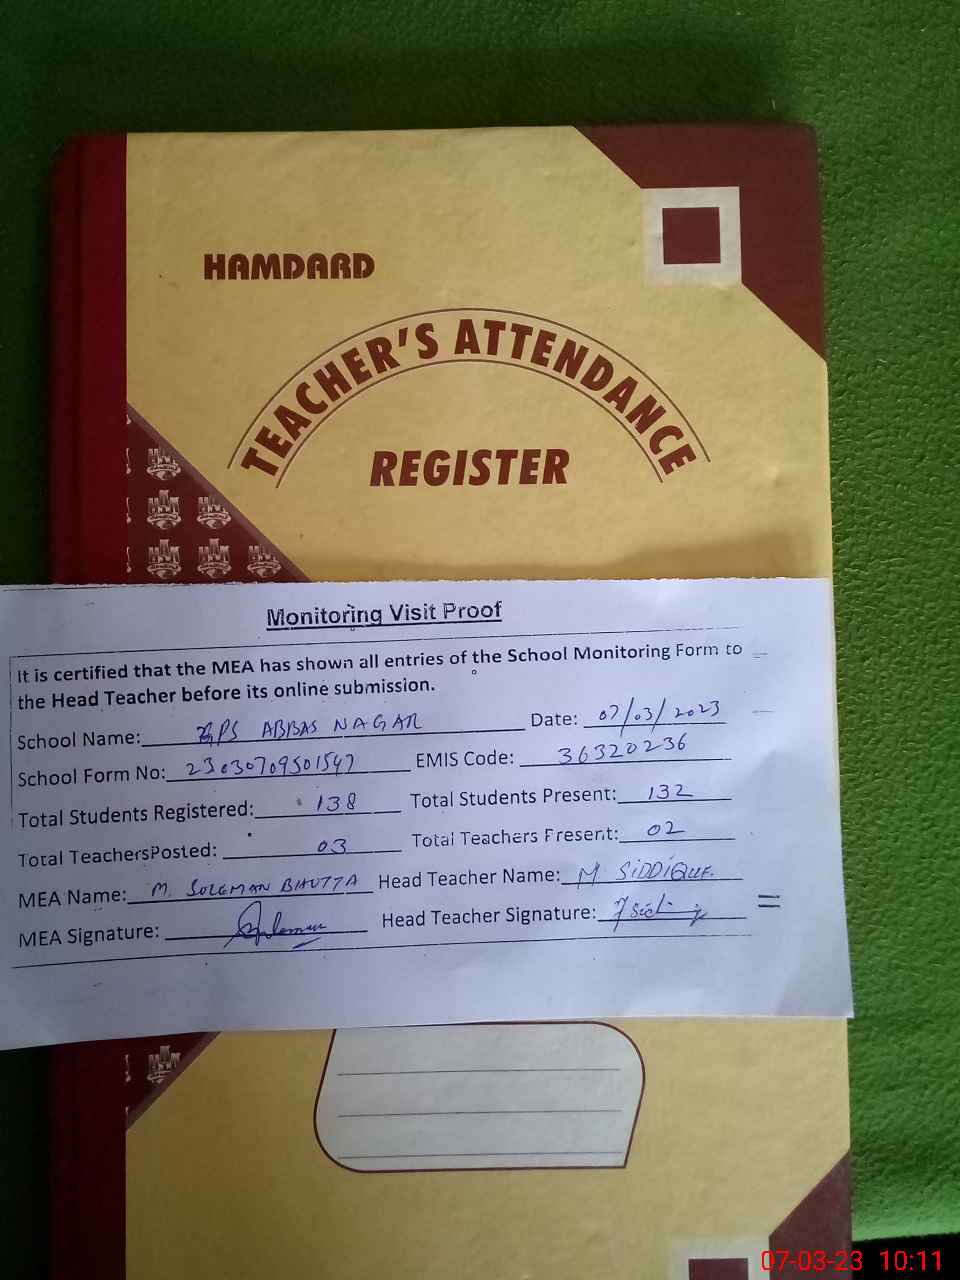 HAMDARD
TEACHER'S ATTENDANCE
REGISTER
Monitoring Visit Proof
It is certified that the MEA has shown all entries of the School Monitoring Form to
the Head Teacher before its online submission.
School Name: GPS ABBAS NAGAR Date: 07/03/2023
School Form No: 23030709501547 EMIS Code: 36320236
Total Students Registered: 138 Total Students Present: 132
Total TeachersPosted: 03 Total Teachers Present: 02
MEA Name: M. SULEMAN BHUTTA Head Teacher Name: M SIDDIQUE.
MEA Signature: Head Teacher Signature:
07-03-23 10:11